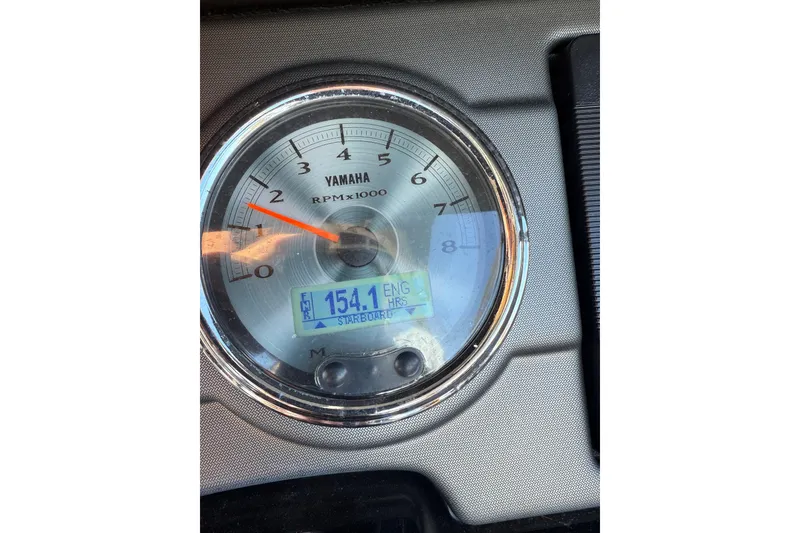 0
1
2
3
4
5
6
7
8
YAMAHA
RPMx1000
F
N
R
154.1 ENG
HRS
STARBOARD
M